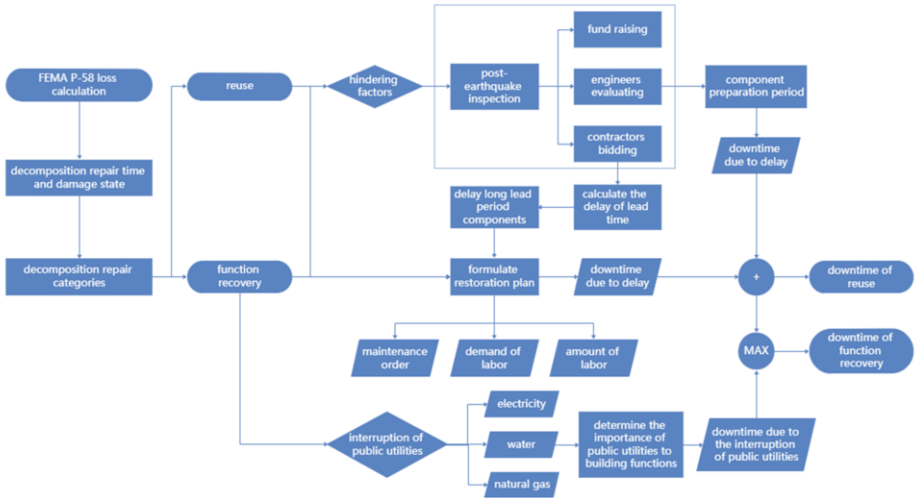 fund raising
FEMA P-58 loss
calculation
reuse
hindering
factors
post-
earthquake
inspection
engineers
evaluating
component
preparation period
contractors
bidding
downtime
due to delay
decomposition repair time
and damage state
delay long lead
period
components
calculate the
delay of lead
time
decomposition repair
categories
function
recovery
formulate
restoration plan
downtime
due to delay
+
downtime of
reuse
maintenance
order
demand of
labor
amount of
labor
MAX
downtime of
function
recovery
electricity
interruption of
public utilities
water
determine the
importance of
public utilities to
building functions
downtime due to
the interruption
of public utilities
natural gas